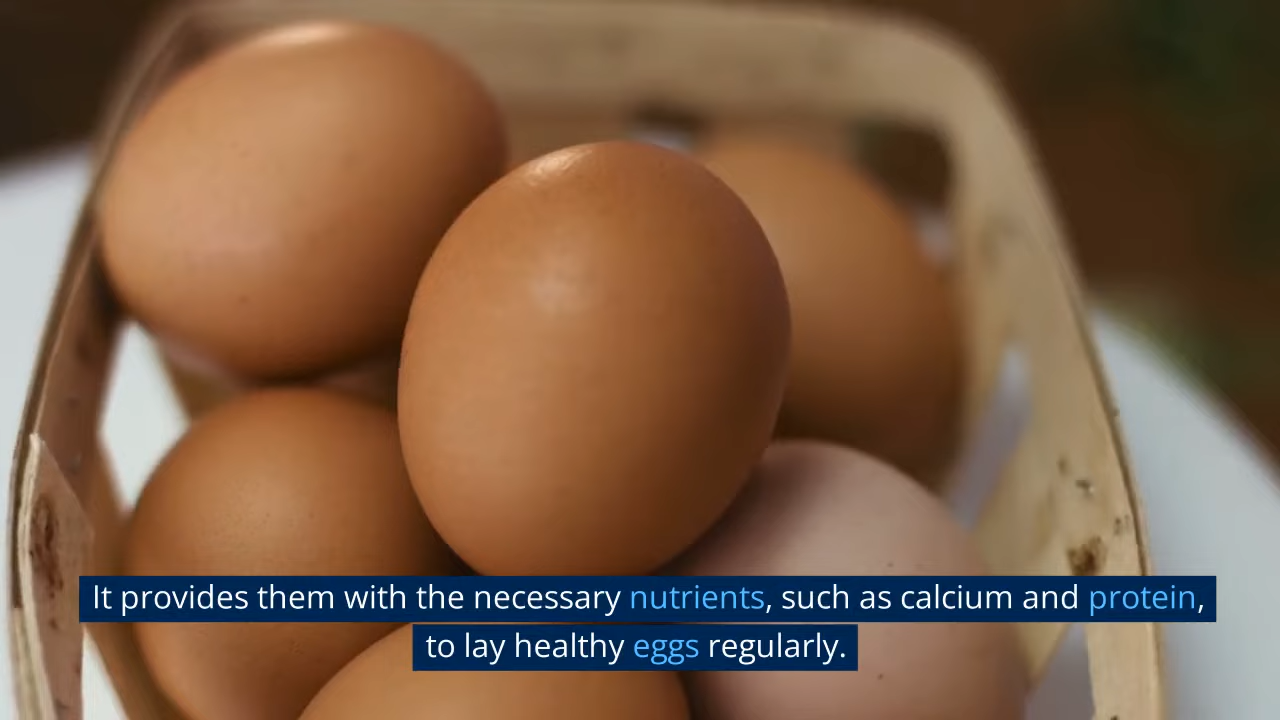 It provides them with the necessary nutrients, such as calcium and protein,
to lay healthy eggs regularly.